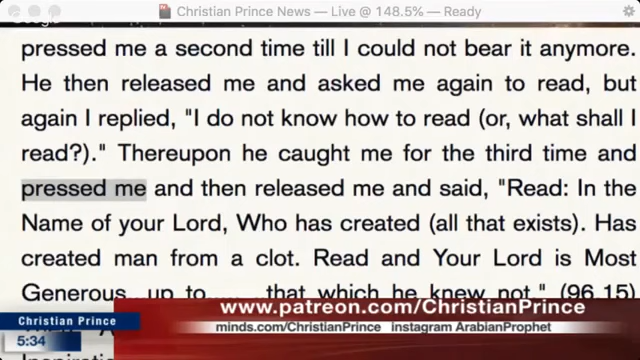 Christian Prince News — Live @ 148.5% — Ready
pressed me a second time till I could not bear it anymore.
He then released me and asked me again to read, but
again I replied, "I do not know how to read (or, what shall I
read?)." Thereupon he caught me for the third time and
pressed me and then released me and said, "Read: In the
Name of your Lord, Who has created (all that exists). Has
created man from a clot. Read and Your Lord is Most
Generous...up to..... ...that which he knew not." (96.15)
www.patreon.com/ChristianPrince
Christian Prince
minds.com/ChristianPrince instagram ArabianProphet
5:34